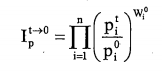 I_p^{t→0} = ∏_{i=1}^{n} (p_i^t / p_i^0)^{W_i^0}